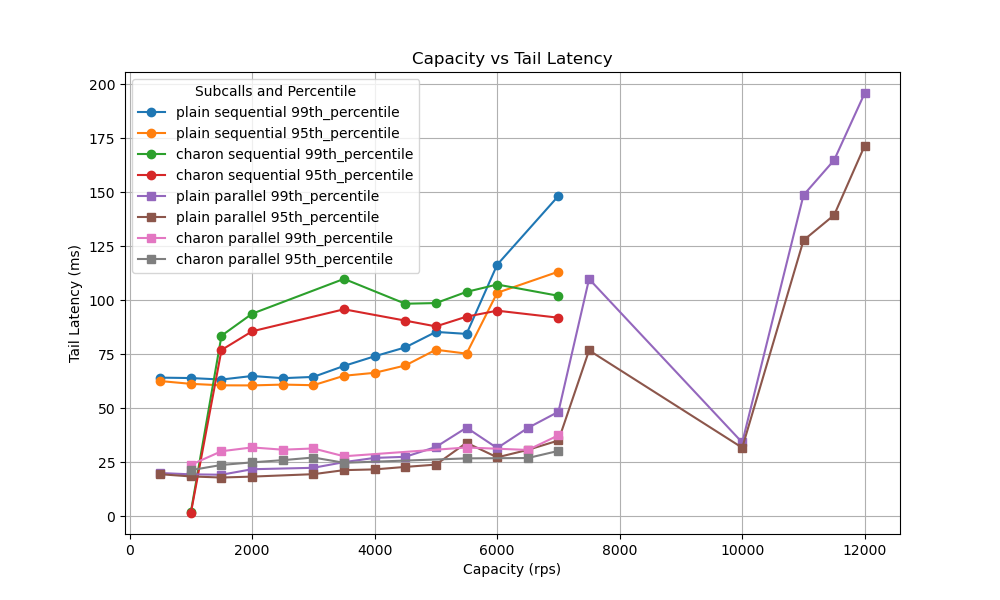 Capacity vs Tail Latency
Subcalls and Percentile
plain sequential 99th_percentile
plain sequential 95th_percentile
charon sequential 99th_percentile
charon sequential 95th_percentile
plain parallel 99th_percentile
plain parallel 95th_percentile
charon parallel 99th_percentile
charon parallel 95th_percentile
Tail Latency (ms)
200
175
150
125
100
75
50
25
0
0 2000 4000 6000 8000 10000 12000
Capacity (rps)